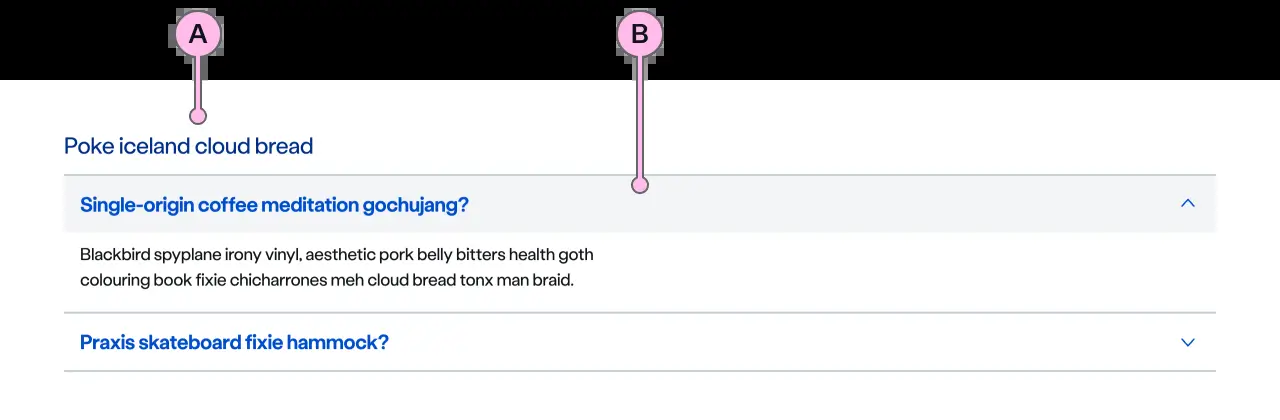 A
B
Poke iceland cloud bread
Single-origin coffee meditation gochujang?
Blackbird spyplane irony vinyl, aesthetic pork belly bitters health goth
colouring book fixie chicharrones meh cloud bread tonx man braid.
Praxis skateboard fixie hammock?